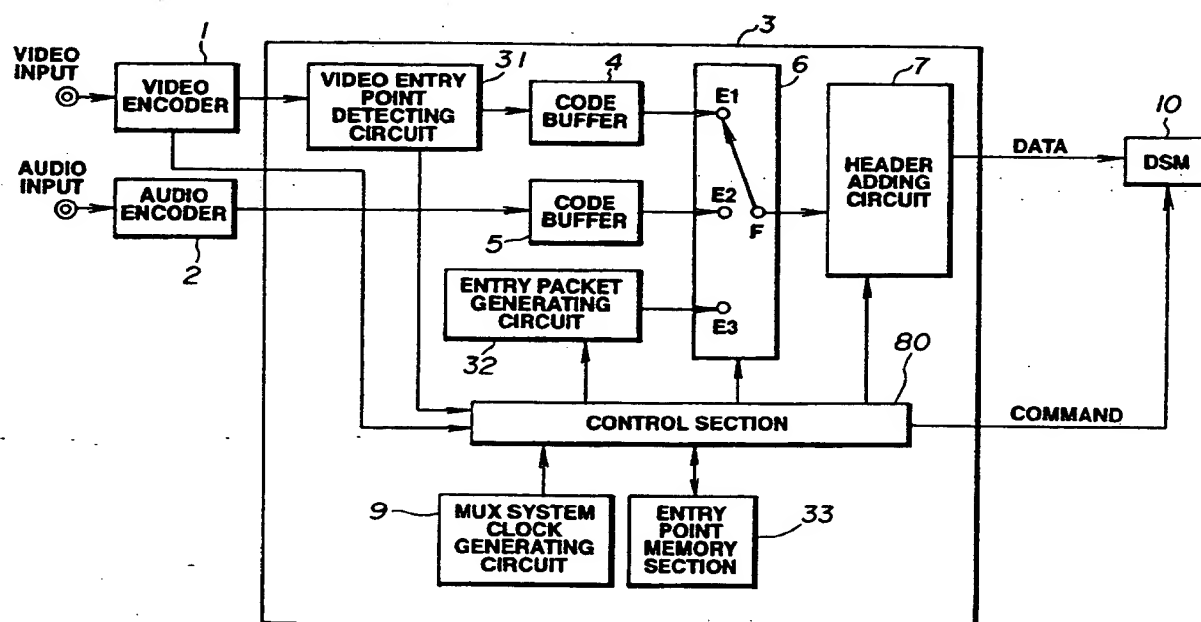 VIDEO
INPUT
1
VIDEO
ENCODER
AUDIO
INPUT
AUDIO
ENCODER
2
3
VIDEO ENTRY
POINT
DETECTING
CIRCUIT
31
CODE
BUFFER
4
CODE
BUFFER
5
ENTRY PACKET
GENERATING
CIRCUIT
32
6
E1
E2
F
E3
7
HEADER
ADDING
CIRCUIT
DATA
10
DSM
80
CONTROL SECTION
COMMAND
9
MUX SYSTEM
CLOCK
GENERATING
CIRCUIT
ENTRY
POINT
MEMORY
SECTION
33